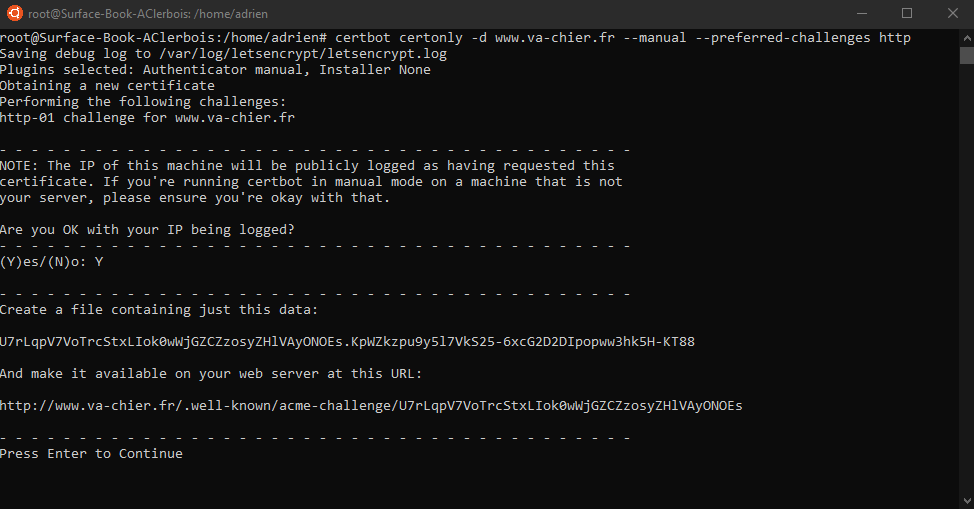 root@Surface-Book-AClerbois: /home/adrien
root@Surface-Book-AClerbois:/home/adrien# certbot certonly -d www.va-chier.fr --manual --preferred-challenges http
Saving debug log to /var/log/letsencrypt/letsencrypt.log
Plugins selected: Authenticator manual, Installer None
Obtaining a new certificate
Performing the following challenges:
http-01 challenge for www.va-chier.fr
- - - - - - - - - - - - - - - - - - - - - - - - - - - - - - - - - - - - - - - -
NOTE: The IP of this machine will be publicly logged as having requested this
certificate. If you're running certbot in manual mode on a machine that is not
your server, please ensure you're okay with that.
Are you OK with your IP being logged?
- - - - - - - - - - - - - - - - - - - - - - - - - - - - - - - - - - - - - - - -
(Y)es/(N)o: Y
- - - - - - - - - - - - - - - - - - - - - - - - - - - - - - - - - - - - - - - -
Create a file containing just this data:
U7rLqpV7VoTrcStxLIok0wWjGZCZzosyZHlVAyONOEs.KpWZkzpu9y5l7VkS25-6xcG2D2DIpopww3hk5H-KT88
And make it available on your web server at this URL:
http://www.va-chier.fr/.well-known/acme-challenge/U7rLqpV7VoTrcStxLIok0wWjGZCZzosyZHlVAyONOEs
- - - - - - - - - - - - - - - - - - - - - - - - - - - - - - - - - - - - - - - -
Press Enter to Continue